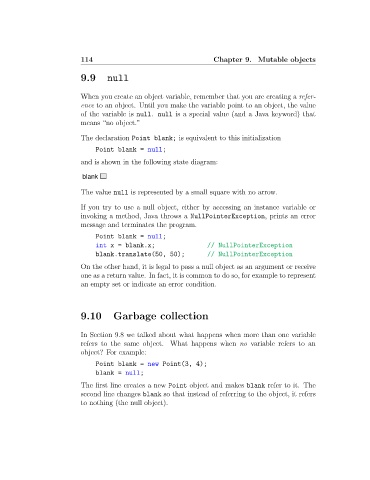 114 Chapter 9. Mutable objects
9.9 null
When you create an object variable, remember that you are creating a refer-
ence to an object. Until you make the variable point to an object, the value
of the variable is null. null is a special value (and a Java keyword) that
means “no object.”
The declaration Point blank; is equivalent to this initialization
Point blank = null;
and is shown in the following state diagram:
blank
The value null is represented by a small square with no arrow.
If you try to use a null object, either by accessing an instance variable or
invoking a method, Java throws a NullPointerException, prints an error
message and terminates the program.
Point blank = null;
int x = blank.x; // NullPointerException
blank.translate(50, 50); // NullPointerException
On the other hand, it is legal to pass a null object as an argument or receive
one as a return value. In fact, it is common to do so, for example to represent
an empty set or indicate an error condition.
9.10 Garbage collection
In Section 9.8 we talked about what happens when more than one variable
refers to the same object. What happens when no variable refers to an
object? For example:
Point blank = new Point(3, 4);
blank = null;
The first line creates a new Point object and makes blank refer to it. The
second line changes blank so that instead of referring to the object, it refers
to nothing (the null object).